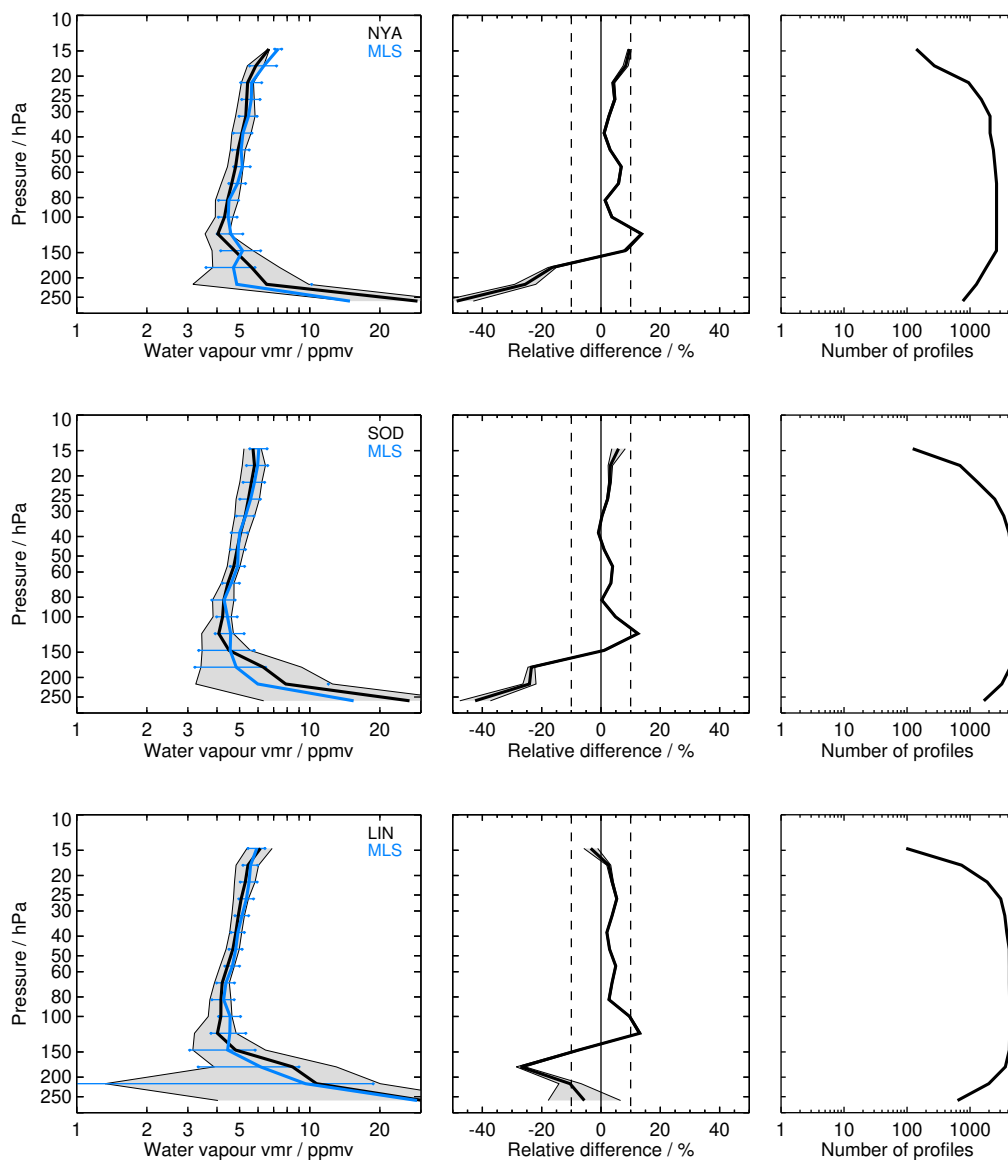 10
15
20
25
30
40
50
60
80
100
150
200
250
Pressure / hPa
NYA
MLS
1 2 3 5 10 20
Water vapour vmr / ppmv
-40 -20 0 20 40
Relative difference / %
1 10 100 1000
Number of profiles
10
15
20
25
30
40
50
60
80
100
150
200
250
Pressure / hPa
SOD
MLS
1 2 3 5 10 20
Water vapour vmr / ppmv
-40 -20 0 20 40
Relative difference / %
1 10 100 1000
Number of profiles
10
15
20
25
30
40
50
60
80
100
150
200
250
Pressure / hPa
LIN
MLS
1 2 3 5 10 20
Water vapour vmr / ppmv
-40 -20 0 20 40
Relative difference / %
1 10 100 1000
Number of profiles